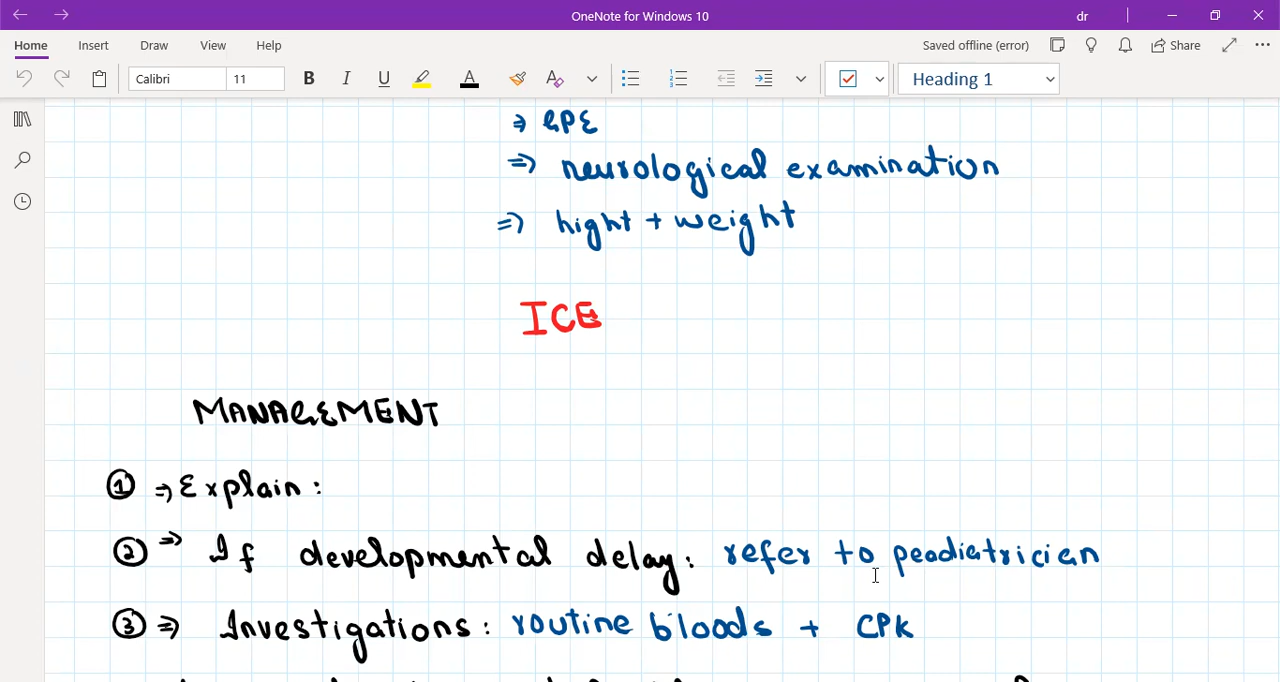 OneNote for Windows 10
dr
Home Insert Draw View Help
Saved offline (error)
Share
Calibri 11 B I U A A Heading 1
⇒ GPE
⇒ neurological examination
⇒ hight + weight
ICE
MANAGEMENT
① ⇒ Explain:
② ⇒ If developmental delay: refer to peadiatrician
③ ⇒ Investigations: routine bloods + CPK